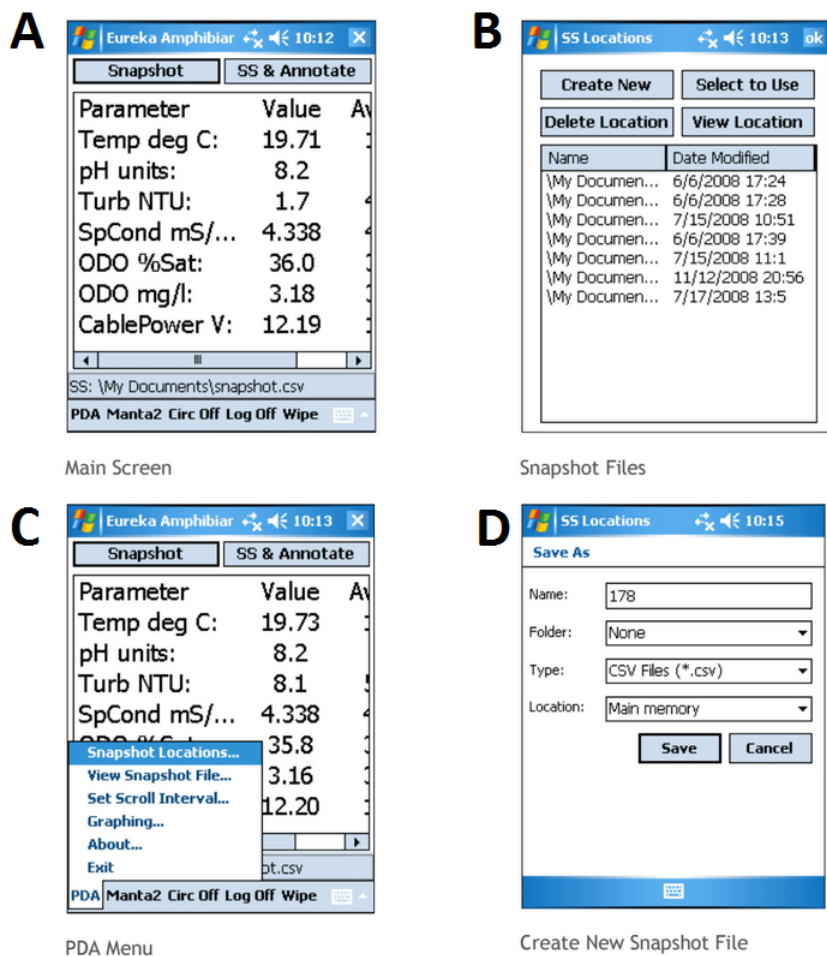 A
Eureka Amphibiar 10:12
Snapshot SS & Annotate
Parameter Value Av
Temp deg C: 19.71
pH units: 8.2
Turb NTU: 1.7
SpCond mS/... 4.338
ODO %Sat: 36.0
ODO mg/l: 3.18
CablePower V: 12.19
SS: \My Documents\snapshot.csv
PDA Manta2 Circ Off Log Off Wipe
Main Screen
B
SS Locations 10:13 ok
Create New Select to Use
Delete Location View Location
Name Date Modified
\My Documen... 6/6/2008 17:24
\My Documen... 6/6/2008 17:28
\My Documen... 7/15/2008 10:51
\My Documen... 6/6/2008 17:39
\My Documen... 7/15/2008 11:1
\My Documen... 11/12/2008 20:56
\My Documen... 7/17/2008 13:5
Snapshot Files
C
Eureka Amphibiar 10:13
Snapshot SS & Annotate
Parameter Value Av
Temp deg C: 19.73
pH units: 8.2
Turb NTU: 8.1
SpCond mS/... 4.338
35.8
Snapshot Locations...
View Snapshot File... 3.16
Set Scroll Interval... 12.20
Graphing...
About...
Exit ot.csv
PDA Manta2 Circ Off Log Off Wipe
PDA Menu
D
SS Locations 10:15
Save As
Name: 178
Folder: None
Type: CSV Files (*.csv)
Location: Main memory
Save Cancel
Create New Snapshot File